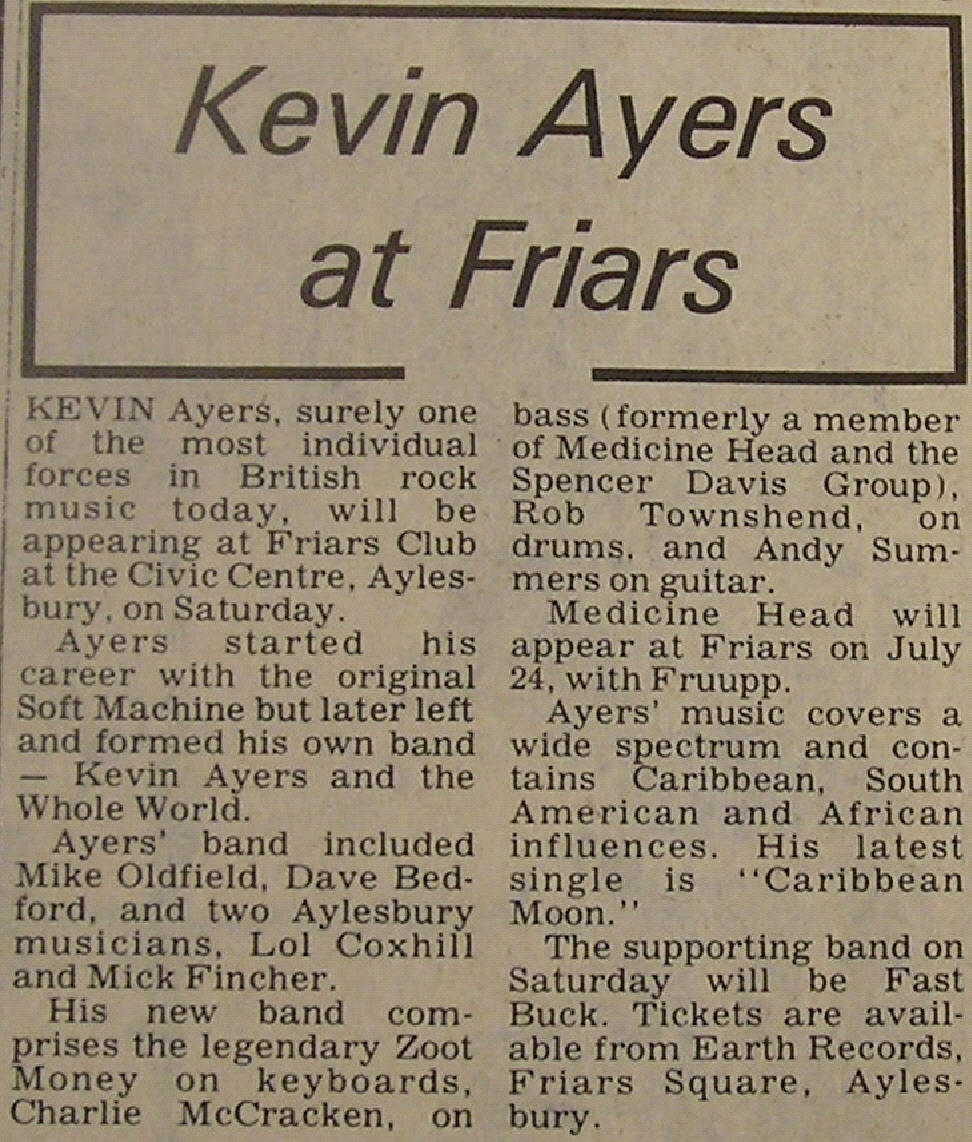 Kevin Ayers
at Friars
KEVIN Ayers, surely one
of the most individual
forces in British rock
music today, will be
appearing at Friars Club
at the Civic Centre, Ayles-
bury, on Saturday.
Ayers started his
career with the original
Soft Machine but later left
and formed his own band
— Kevin Ayers and the
Whole World.
Ayers' band included
Mike Oldfield, Dave Bed-
ford, and two Aylesbury
musicians, Lol Coxhill
and Mick Fincher.
His new band com-
prises the legendary Zoot
Money on keyboards,
Charlie McCracken, on
bass (formerly a member
of Medicine Head and the
Spencer Davis Group),
Rob Townshend, on
drums, and Andy Sum-
mers on guitar.
Medicine Head will
appear at Friars on July
24, with Fruupp.
Ayers' music covers a
wide spectrum and con-
tains Caribbean, South
American and African
influences. His latest
single is "Caribbean
Moon."
The supporting band on
Saturday will be Fast
Buck. Tickets are avail-
able from Earth Records,
Friars Square, Ayles-
bury.